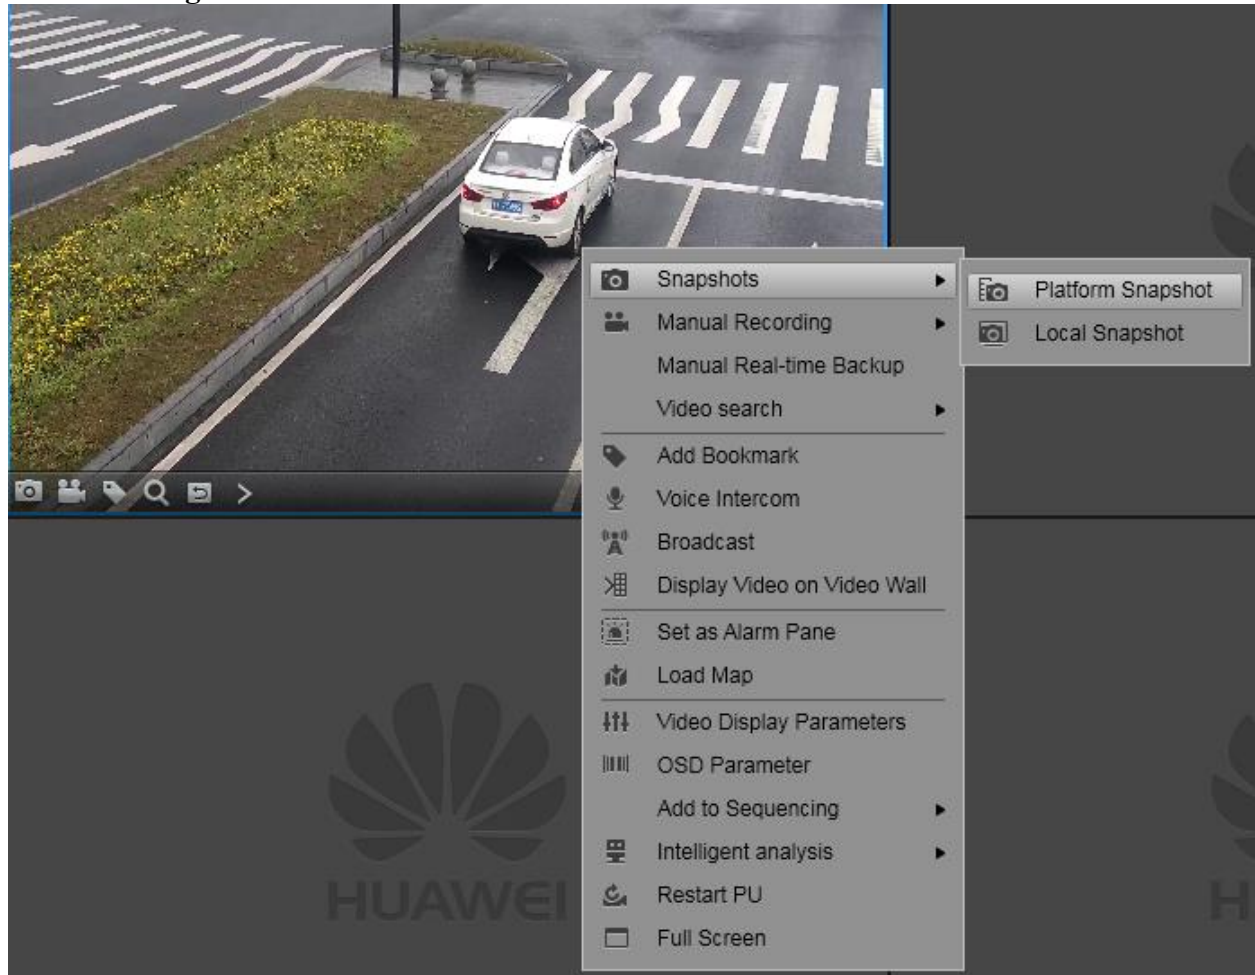 Snapshots
Platform Snapshot
Local Snapshot
Manual Recording
Manual Real-time Backup
Video search
Add Bookmark
Voice Intercom
Broadcast
Display Video on Video Wall
Set as Alarm Pane
Load Map
Video Display Parameters
OSD Parameter
Add to Sequencing
Intelligent analysis
Restart PU
Full Screen
HUAWEI
H